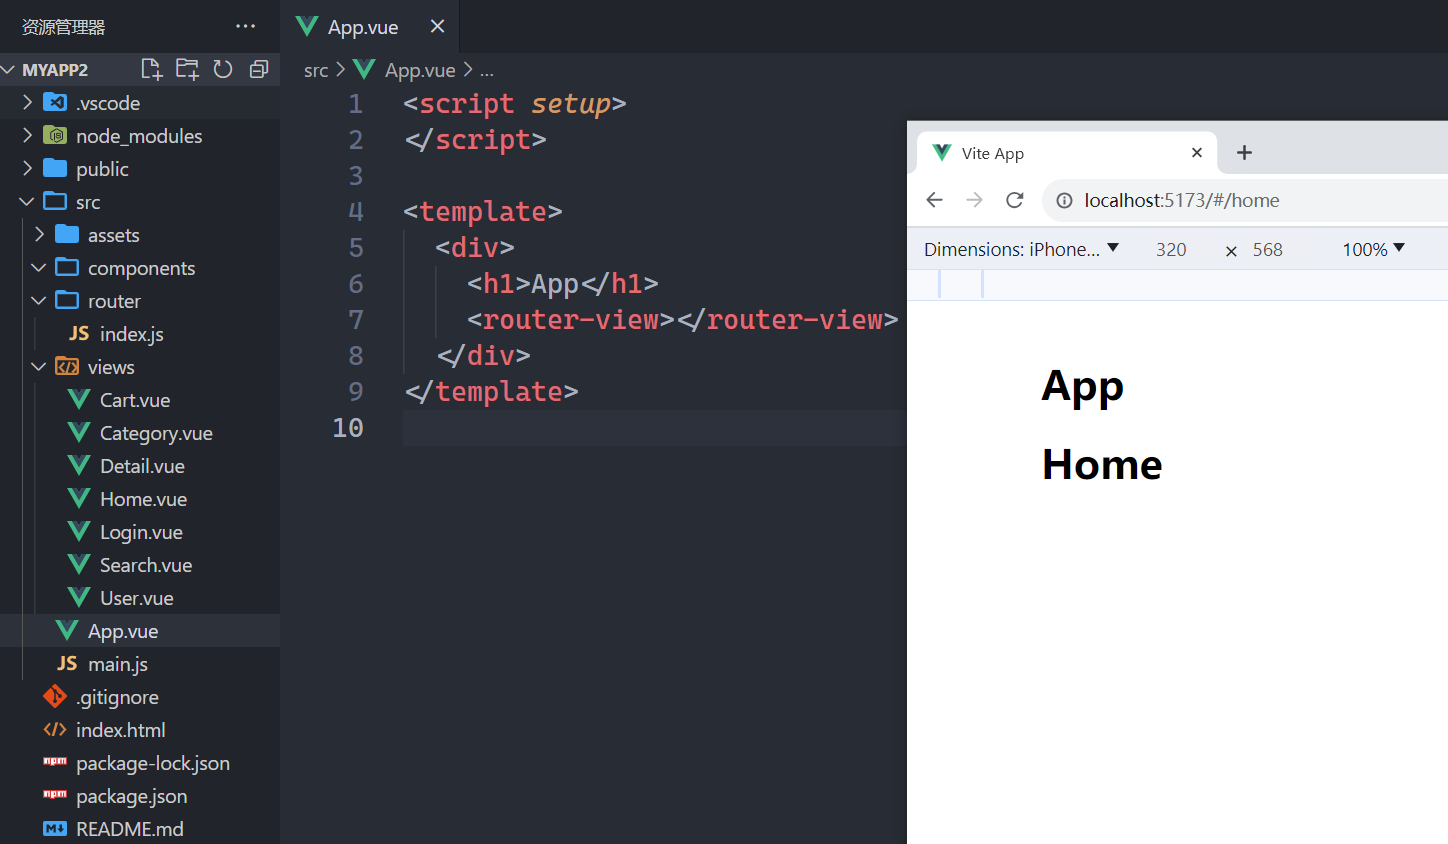 资源管理器 ...
MYAPP2
.vscode
node_modules
public
src
assets
components
router
JS index.js
views
Cart.vue
Category.vue
Detail.vue
Home.vue
Login.vue
Search.vue
User.vue
App.vue
JS main.js
.gitignore
index.html
npm package-lock.json
npm package.json
M README.md
App.vue
src > App.vue > ...
1 <script setup>
2 </script>
3
4 <template>
5 <div>
6 <h1>App</h1>
7 <router-view></router-view>
8 </div>
9 </template>
10
Vite App
localhost:5173/#/home
Dimensions: iPhone... 320 × 568 100%
App
Home